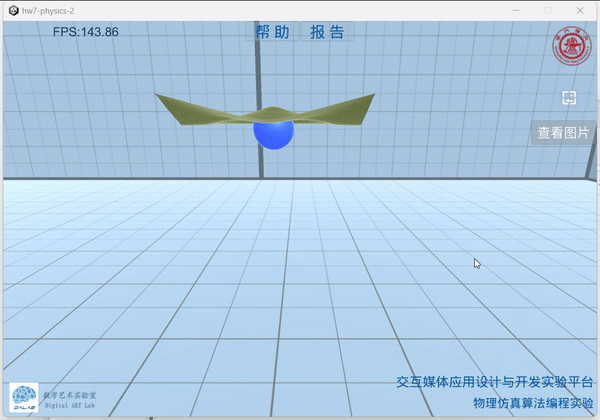 hw7-physics-2
FPS:143.86
帮 助
报 告
查看图片
数字艺术实验室
Digital ART Lab
DALAB
交互媒体应用设计与开发实验平台
物理仿真算法编程实验